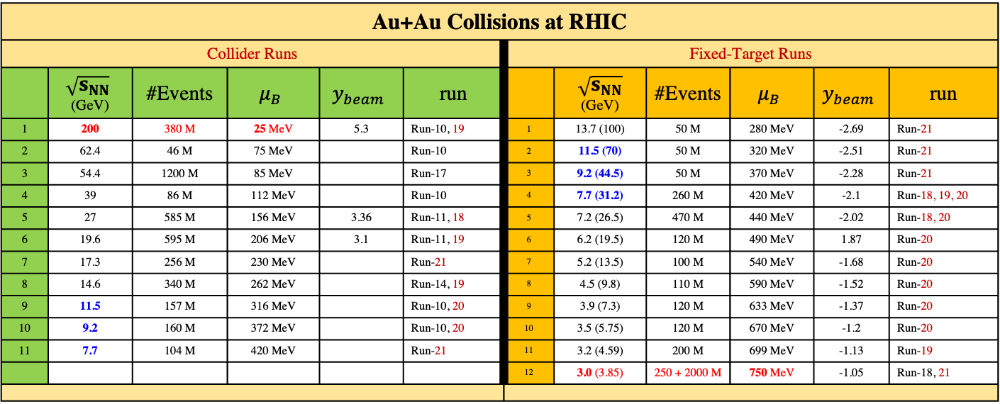 Au+Au Collisions at RHIC
Collider Runs
√sNN (GeV) #Events μB ybeam run
1 200 380 M 25 MeV 5.3 Run-10, 19
2 62.4 46 M 75 MeV Run-10
3 54.4 1200 M 85 MeV Run-17
4 39 86 M 112 MeV Run-10
5 27 585 M 156 MeV 3.36 Run-11, 18
6 19.6 595 M 206 MeV 3.1 Run-11, 19
7 17.3 256 M 230 MeV Run-21
8 14.6 340 M 262 MeV Run-14, 19
9 11.5 157 M 316 MeV Run-10, 20
10 9.2 160 M 372 MeV Run-10, 20
11 7.7 104 M 420 MeV Run-21
Fixed-Target Runs
√sNN (GeV) #Events μB ybeam run
1 13.7 (100) 50 M 280 MeV -2.69 Run-21
2 11.5 (70) 50 M 320 MeV -2.51 Run-21
3 9.2 (44.5) 50 M 370 MeV -2.28 Run-21
4 7.7 (31.2) 260 M 420 MeV -2.1 Run-18, 19, 20
5 7.2 (26.5) 470 M 440 MeV -2.02 Run-18, 20
6 6.2 (19.5) 120 M 490 MeV 1.87 Run-20
7 5.2 (13.5) 100 M 540 MeV -1.68 Run-20
8 4.5 (9.8) 110 M 590 MeV -1.52 Run-20
9 3.9 (7.3) 120 M 633 MeV -1.37 Run-20
10 3.5 (5.75) 120 M 670 MeV -1.2 Run-20
11 3.2 (4.59) 200 M 699 MeV -1.13 Run-19
12 3.0 (3.85) 250 + 2000 M 750 MeV -1.05 Run-18, 21